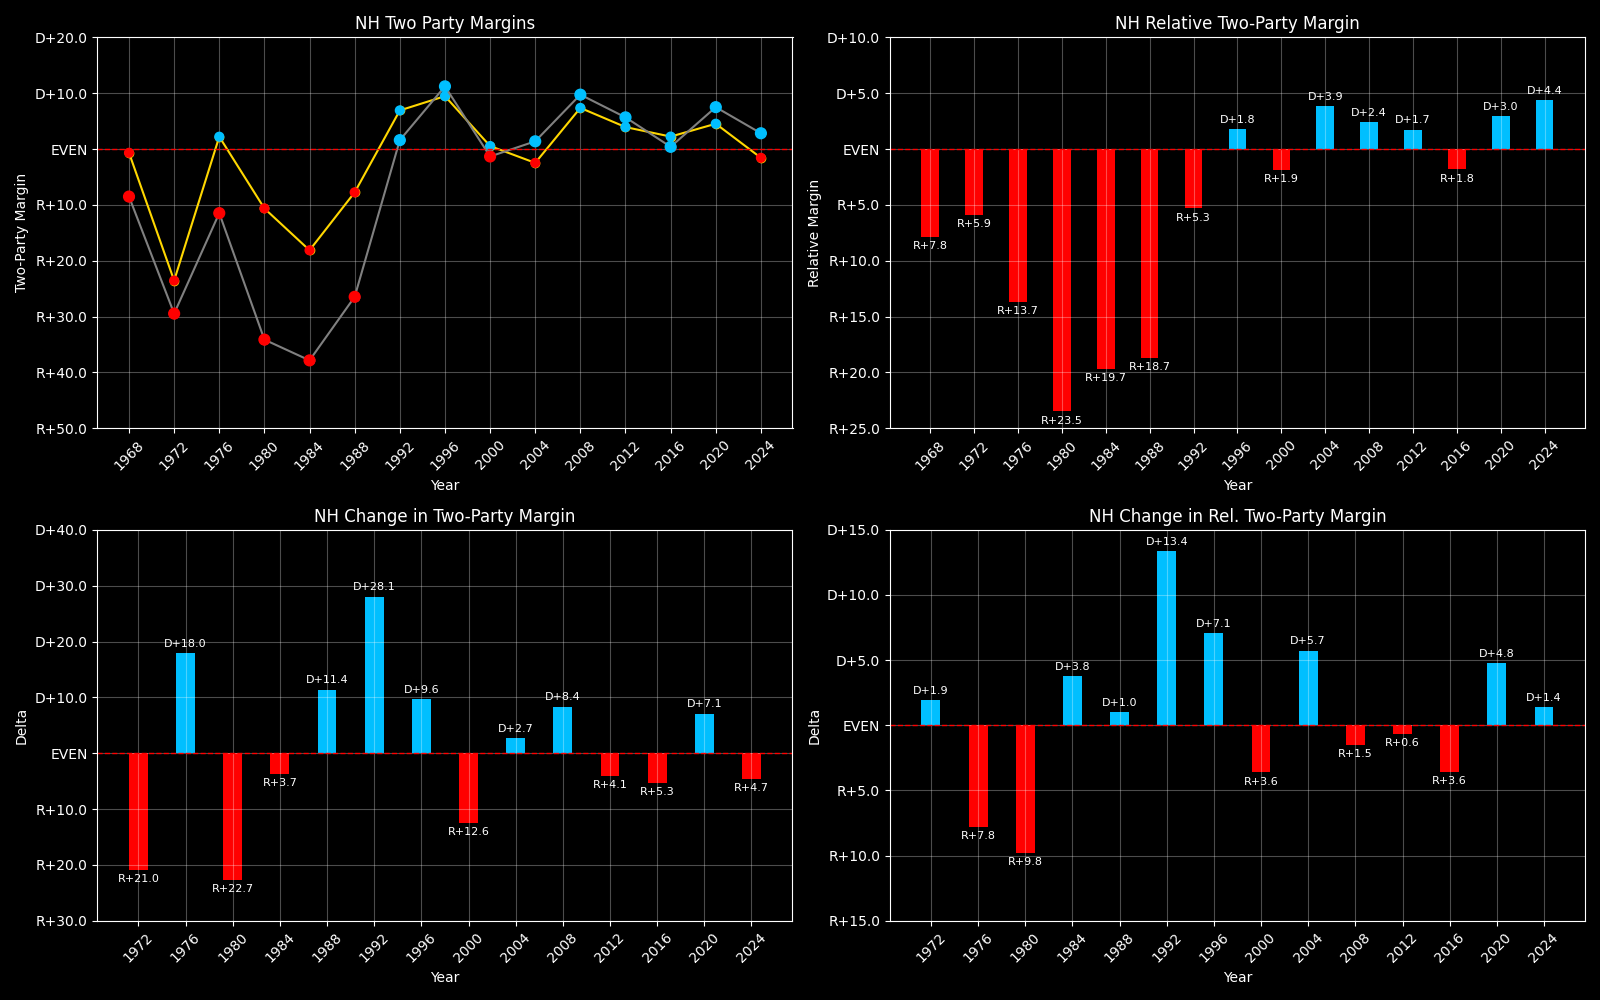 NH Two Party Margins
D+20.0
D+10.0
EVEN
R+10.0
R+20.0
R+30.0
R+40.0
R+50.0
Two-Party Margin
1968 1972 1976 1980 1984 1988 1992 1996 2000 2004 2008 2012 2016 2020 2024
Year
NH Relative Two-Party Margin
D+10.0
D+5.0
EVEN
R+5.0
R+10.0
R+15.0
R+20.0
R+25.0
Relative Margin
R+7.8 R+5.9 R+13.7 R+23.5 R+19.7 R+18.7 R+5.3 D+1.8 R+1.9 D+3.9 D+2.4 D+1.7 R+1.8 D+3.0 D+4.4
1968 1972 1976 1980 1984 1988 1992 1996 2000 2004 2008 2012 2016 2020 2024
Year
NH Change in Two-Party Margin
D+40.0
D+30.0
D+20.0
D+10.0
EVEN
R+10.0
R+20.0
R+30.0
Delta
R+21.0 D+18.0 R+22.7 R+3.7 D+11.4 D+28.1 D+9.6 R+12.6 D+2.7 D+8.4 R+4.1 R+5.3 D+7.1 R+4.7
1972 1976 1980 1984 1988 1992 1996 2000 2004 2008 2012 2016 2020 2024
Year
NH Change in Rel. Two-Party Margin
D+15.0
D+10.0
D+5.0
EVEN
R+5.0
R+10.0
R+15.0
Delta
D+1.9 R+7.8 R+9.8 D+3.8 D+1.0 D+13.4 D+7.1 R+3.6 D+5.7 R+1.5 R+0.6 R+3.6 D+4.8 D+1.4
1972 1976 1980 1984 1988 1992 1996 2000 2004 2008 2012 2016 2020 2024
Year